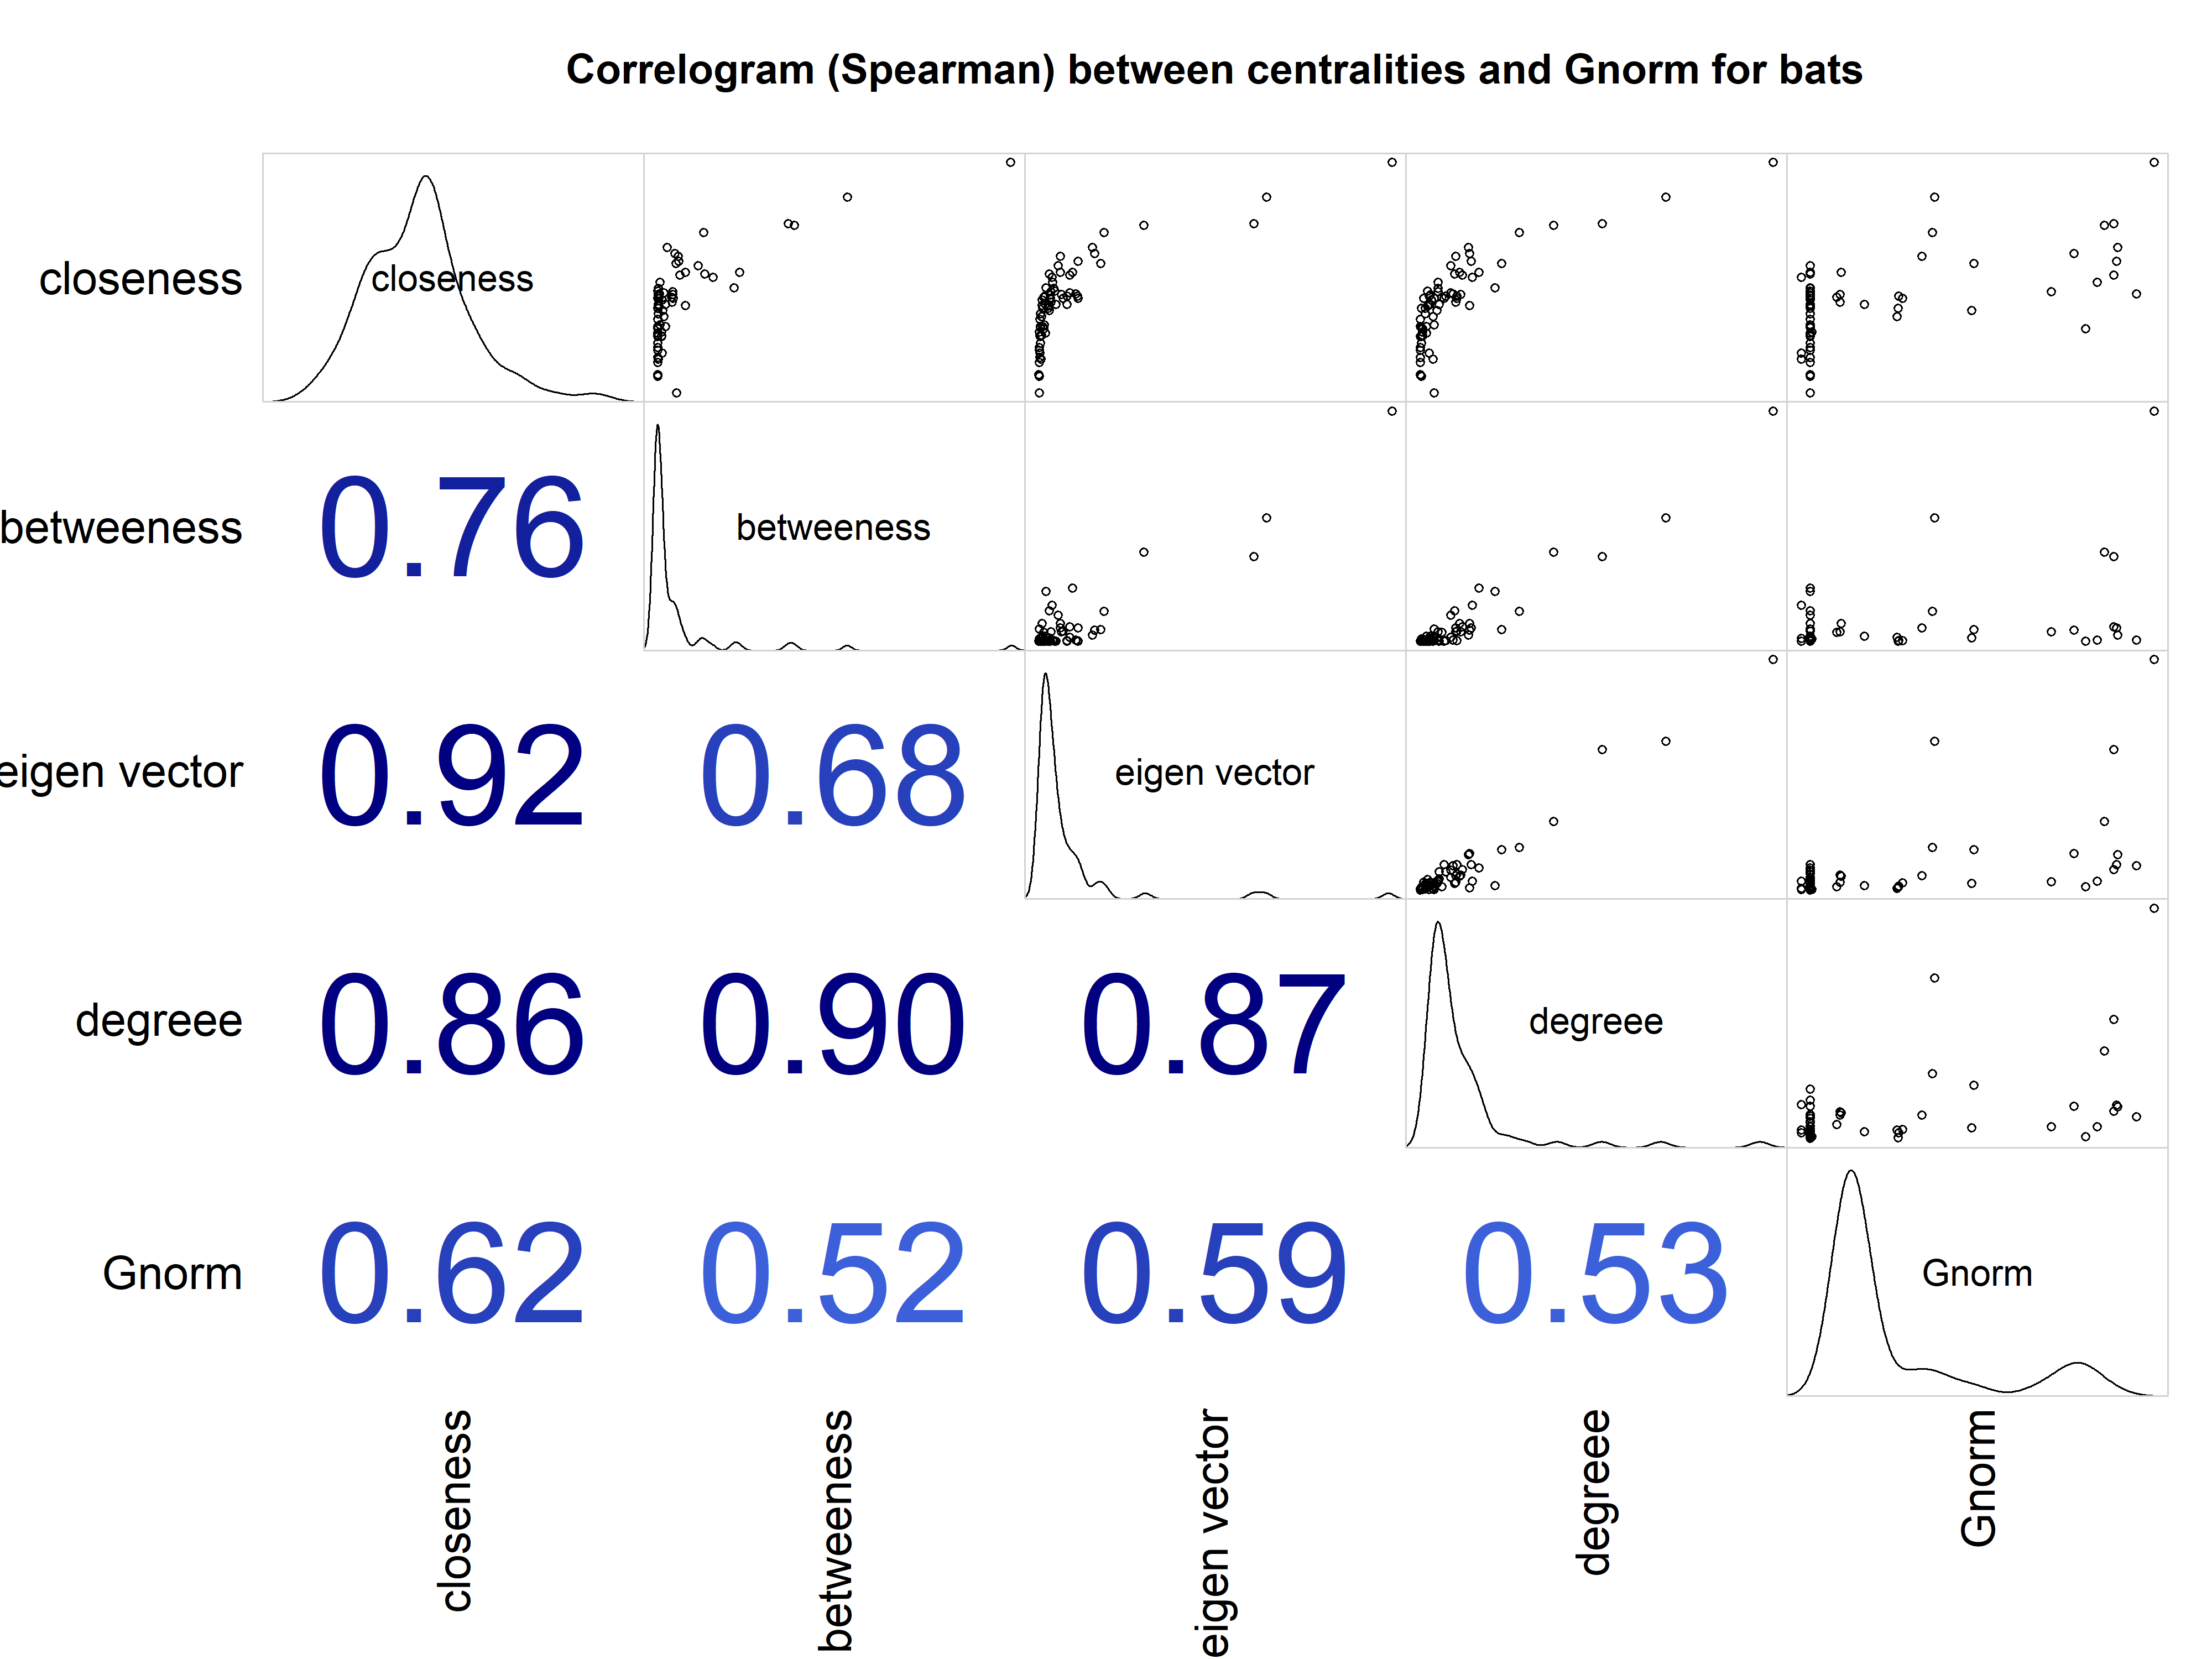 Correlogram (Spearman) between centralities and Gnorm for bats
closeness
closeness
betweeness
0.76
betweeness
eigen vector
0.92
0.68
eigen vector
degreee
0.86
0.90
0.87
degreee
Gnorm
0.62
0.52
0.59
0.53
Gnorm
closeness
betweeness
eigen vector
degreee
Gnorm